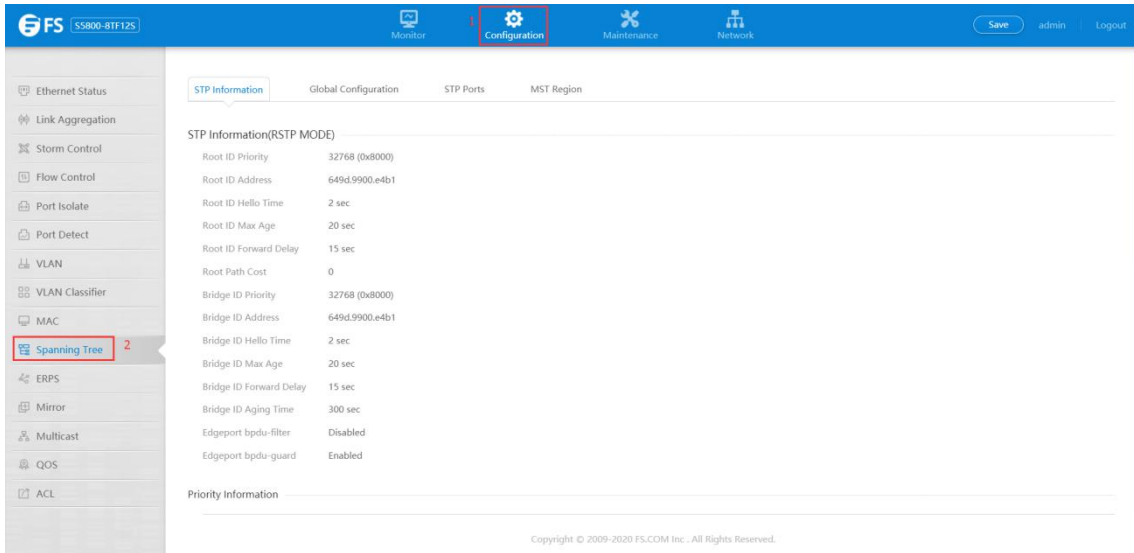 FS S5800-8TF12S
Monitor
1
Configuration
Maintenance
Network
Save admin Logout
Ethernet Status
Link Aggregation
Storm Control
Flow Control
Port Isolate
Port Detect
VLAN
VLAN Classifier
MAC
Spanning Tree 2
ERPS
Mirror
Multicast
QOS
ACL
STP Information Global Configuration STP Ports MST Region
STP Information(RSTP MODE)
Root ID Priority 32768 (0x8000)
Root ID Address 649d.9900.e4b1
Root ID Hello Time 2 sec
Root ID Max Age 20 sec
Root ID Forward Delay 15 sec
Root Path Cost 0
Bridge ID Priority 32768 (0x8000)
Bridge ID Address 649d.9900.e4b1
Bridge ID Hello Time 2 sec
Bridge ID Max Age 20 sec
Bridge ID Forward Delay 15 sec
Bridge ID Aging Time 300 sec
Edgeport bpdu-filter Disabled
Edgeport bpdu-guard Enabled
Priority Information
Copyright © 2009-2020 FS.COM Inc . All Rights Reserved.